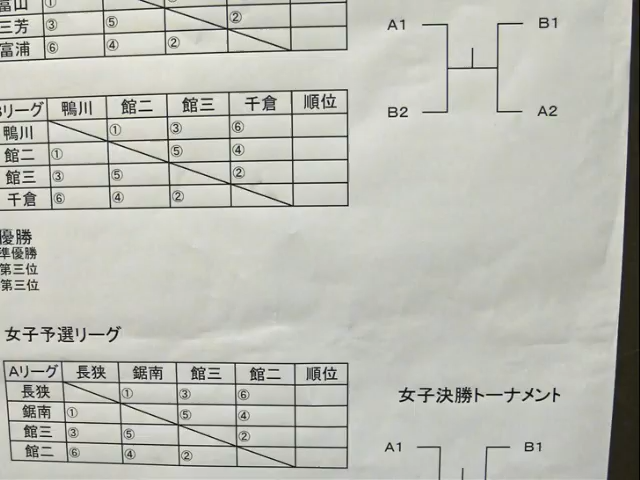 富山 ①
三芳 ③ ⑤ ②
富浦 ⑥ ④ ②
A1 B1
B2 A2
Bリーグ 鴨川 館二 館三 千倉 順位
鴨川 ① ③ ⑥
館二 ① ⑤ ④
館三 ③ ⑤ ②
千倉 ⑥ ④ ②
優勝
準優勝
第三位
第三位
女子予選リーグ
Aリーグ 長狭 鋸南 館三 館二 順位
長狭 ① ③ ⑥
鋸南 ① ⑤ ④
館三 ③ ⑤ ②
館二 ⑥ ④ ②
女子決勝トーナメント
A1 B1